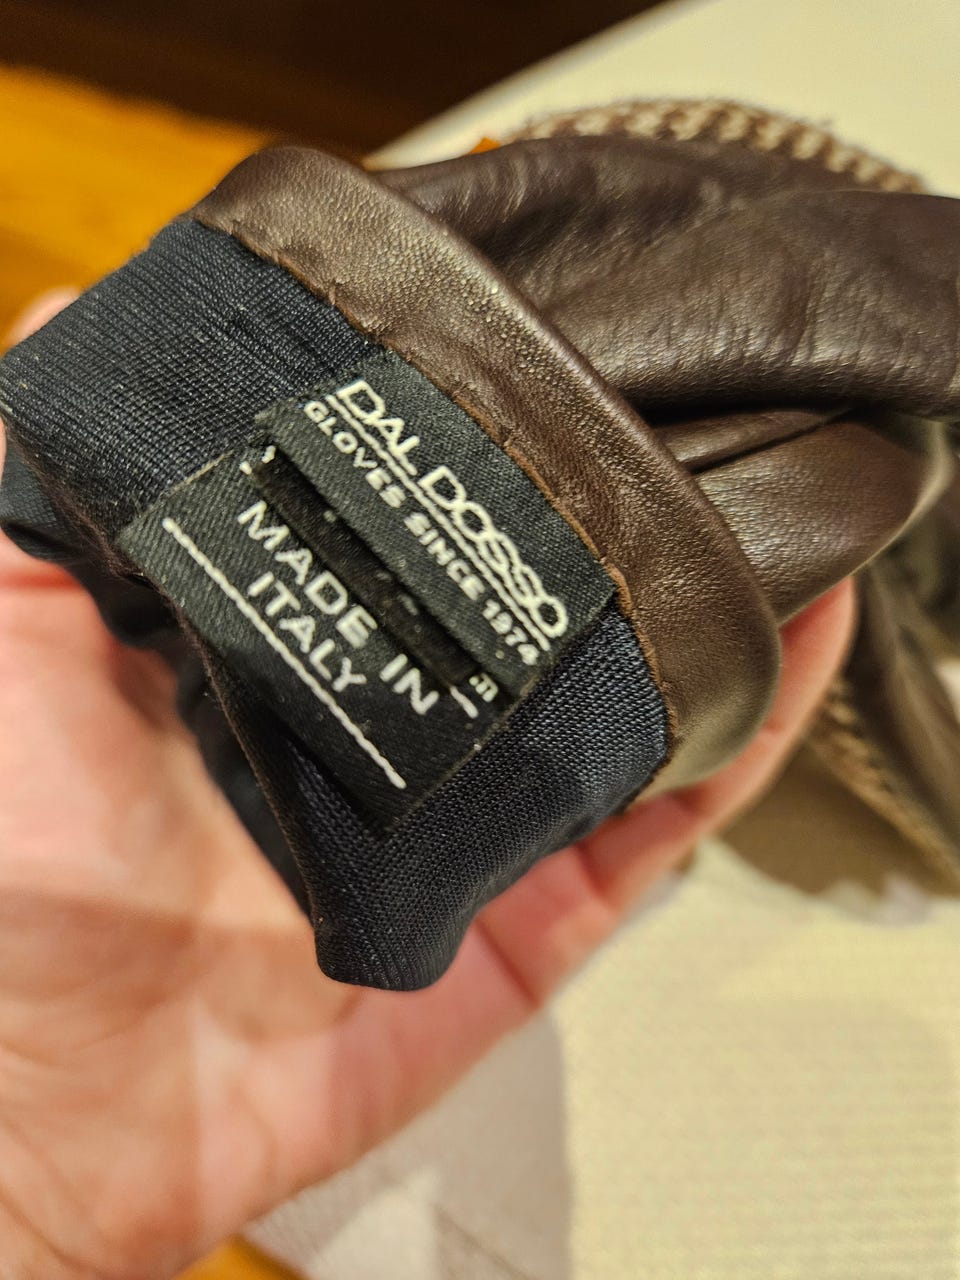 DAL DOSSO
GLOVES SINCE 1974
MADE IN
ITALY